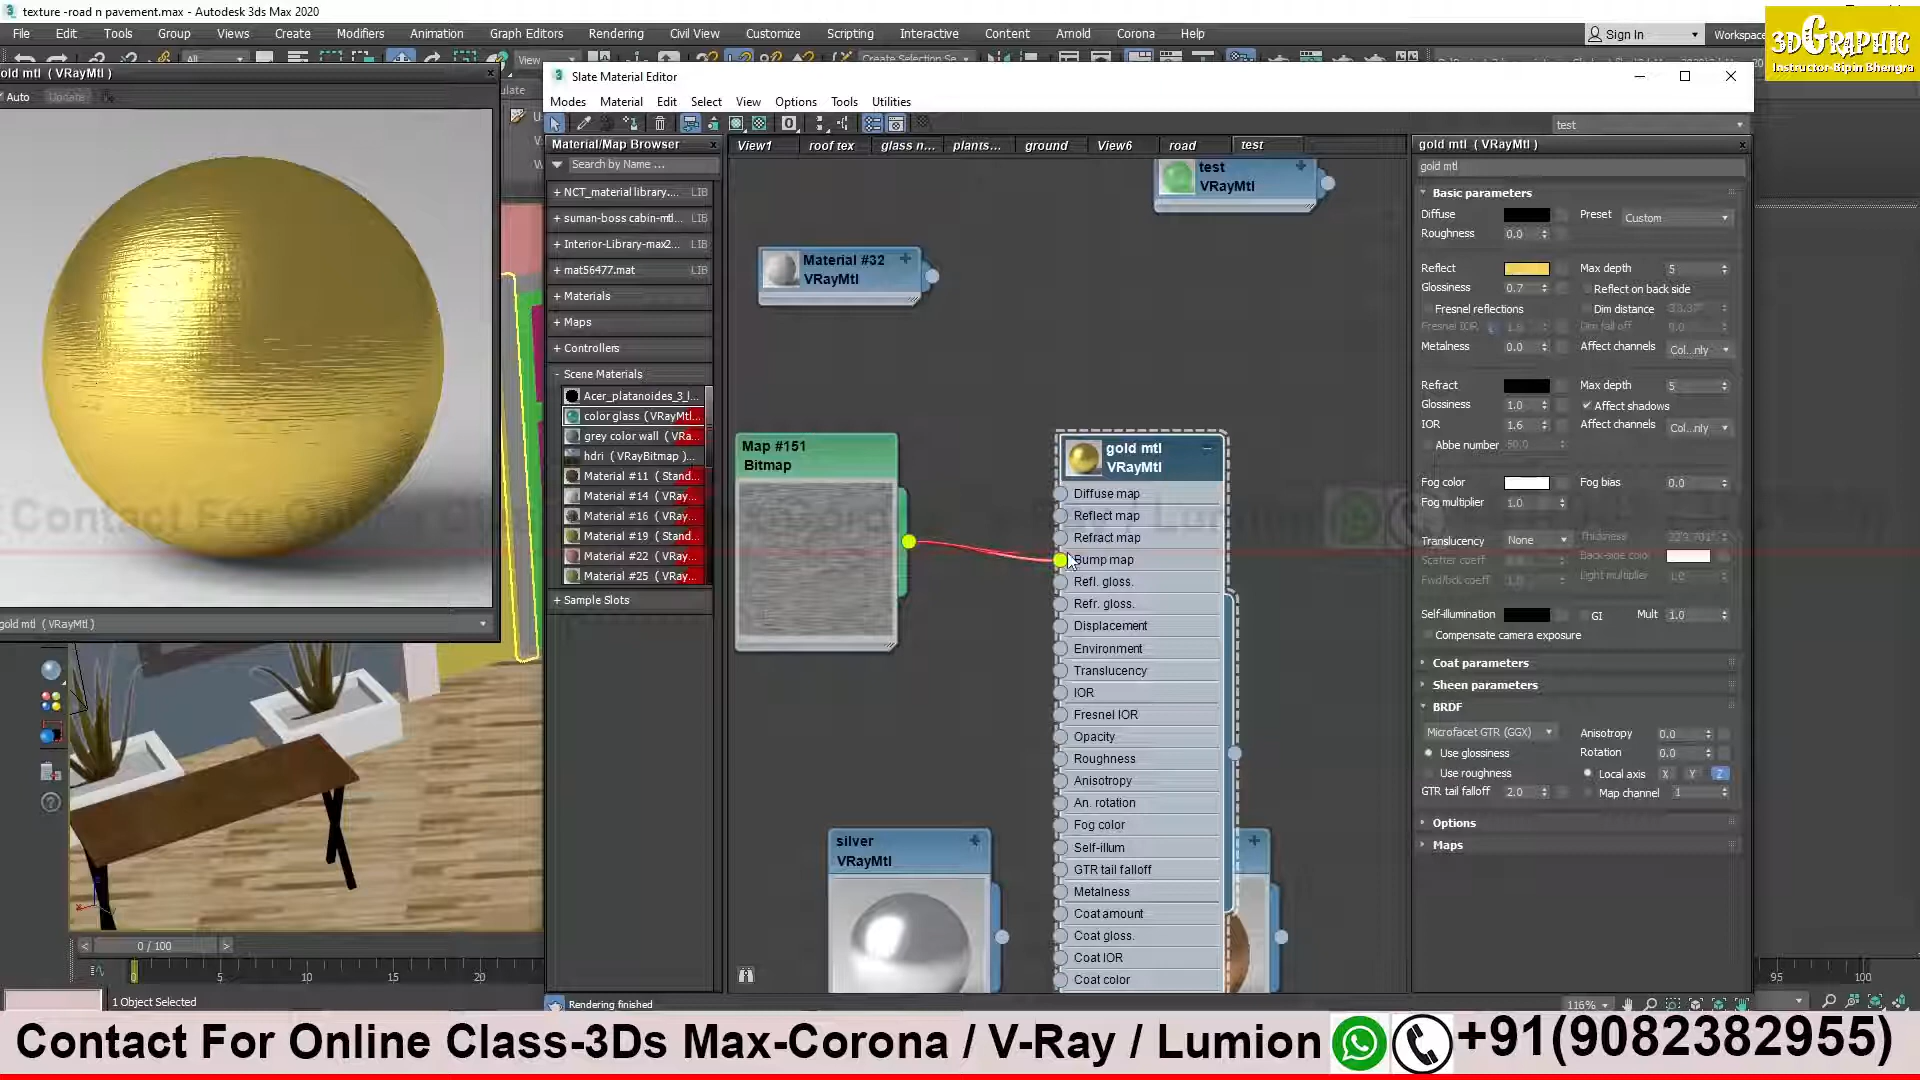 texture -road n pavement.max - Autodesk 3ds Max 2020
File Edit Tools Group Views Create Modifiers Animation Graph Editors Rendering Civil View Customize Scripting Interactive Content Arnold Corona Help
Sign In
Workspace
3DGRAPHIC
Instructor-Bipin Bhengra
All
View
Create Selection Se
old mtl ( VRayMtl )
Auto Update
gold mtl ( VRayMtl )
Slate Material Editor
Modes Material Edit Select View Options Tools Utilities
test
Material/Map Browser
Search by Name ...
+ NCT_material library.... LIB
+ suman-boss cabin-mtl... LIB
+ Interior-Library-max2... LIB
+ mat56477.mat LIB
+ Materials
+ Maps
+ Controllers
- Scene Materials
Acer_platanoides_3_l...
color glass ( VRayMtl...
grey color wall ( VRa...
hdri ( VRayBitmap )...
Material #11 ( Stand...
Material #14 ( VRay...
Material #16 ( VRay...
Material #19 ( Stand...
Material #22 ( VRay...
Material #25 ( VRay...
+ Sample Slots
View1 roof tex glass n... plants... ground View6 road test
test
VRayMtl
Material #32
VRayMtl
Map #151
Bitmap
gold mtl
VRayMtl
Diffuse map
Reflect map
Refract map
Bump map
Refl. gloss.
Refr. gloss.
Displacement
Environment
Translucency
IOR
Fresnel IOR
Opacity
Roughness
Anisotropy
An. rotation
Fog color
Self-illum
GTR tail falloff
Metalness
Coat amount
Coat gloss.
Coat IOR
Coat color
silver
VRayMtl
gold mtl ( VRayMtl )
gold mtl
Basic parameters
Diffuse Preset Custom
Roughness 0.0
Reflect Max depth 5
Glossiness 0.7 Reflect on back side
Fresnel reflections Dim distance
Fresnel IOR 1.6 Dim fall off 0.0
Metalness 0.0 Affect channels Col...nly
Refract Max depth 5
Glossiness 1.0 Affect shadows
IOR 1.6 Affect channels Col...nly
Abbe number 50.0
Fog color Fog bias 0.0
Fog multiplier 1.0
Translucency None Thickness
Scatter coeff Back-side color
Fwd/bck coeff Light multiplier 1.0
Self-illumination GI Mult 1.0
Compensate camera exposure
Coat parameters
Sheen parameters
BRDF
Microfacet GTR (GGX) Anisotropy 0.0
Use glossiness Rotation 0.0
Use roughness Local axis X Y Z
GTR tail falloff 2.0 Map channel 1
Options
Maps
< 0 / 100 >
0 5 10 15 20 95 100
1 Object Selected
Rendering finished
116%
Contact For Online Class-3Ds Max-Corona / V-Ray / Lumion +91(9082382955)